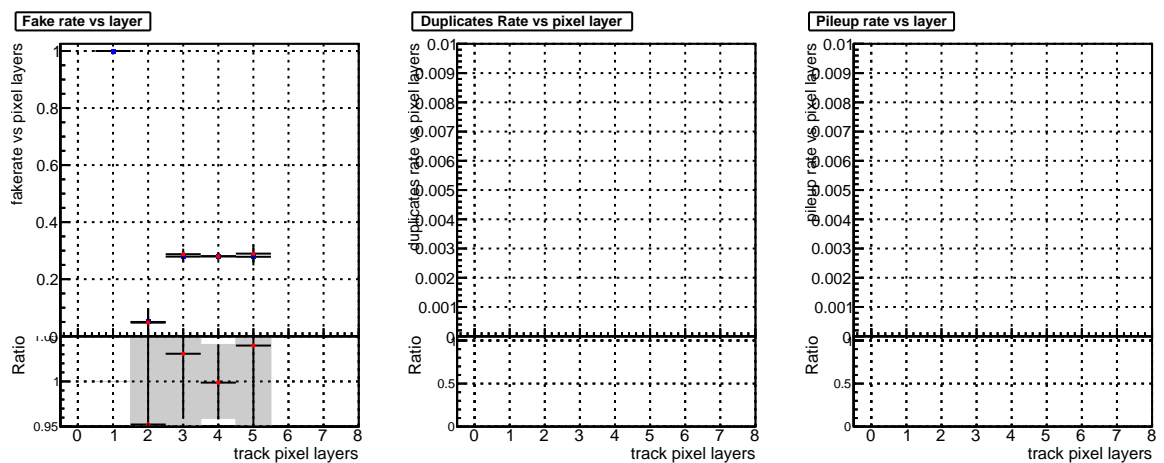 Fake rate vs layer
fakerate vs pixel layers
1
0.8
0.6
0.4
0.2
0
Ratio
1.05
1
0.95
0 1 2 3 4 5 6 7 8
track pixel layers
Duplicates Rate vs pixel layer
duplicates rate vs pixel layers
0.01
0.009
0.008
0.007
0.006
0.005
0.004
0.003
0.002
0.001
0
Ratio
1
0.5
0
0 1 2 3 4 5 6 7 8
track pixel layers
Pileup rate vs layer
pileup rate vs pixel layers
0.01
0.009
0.008
0.007
0.006
0.005
0.004
0.003
0.002
0.001
0
Ratio
1
0.5
0
0 1 2 3 4 5 6 7 8
track pixel layers